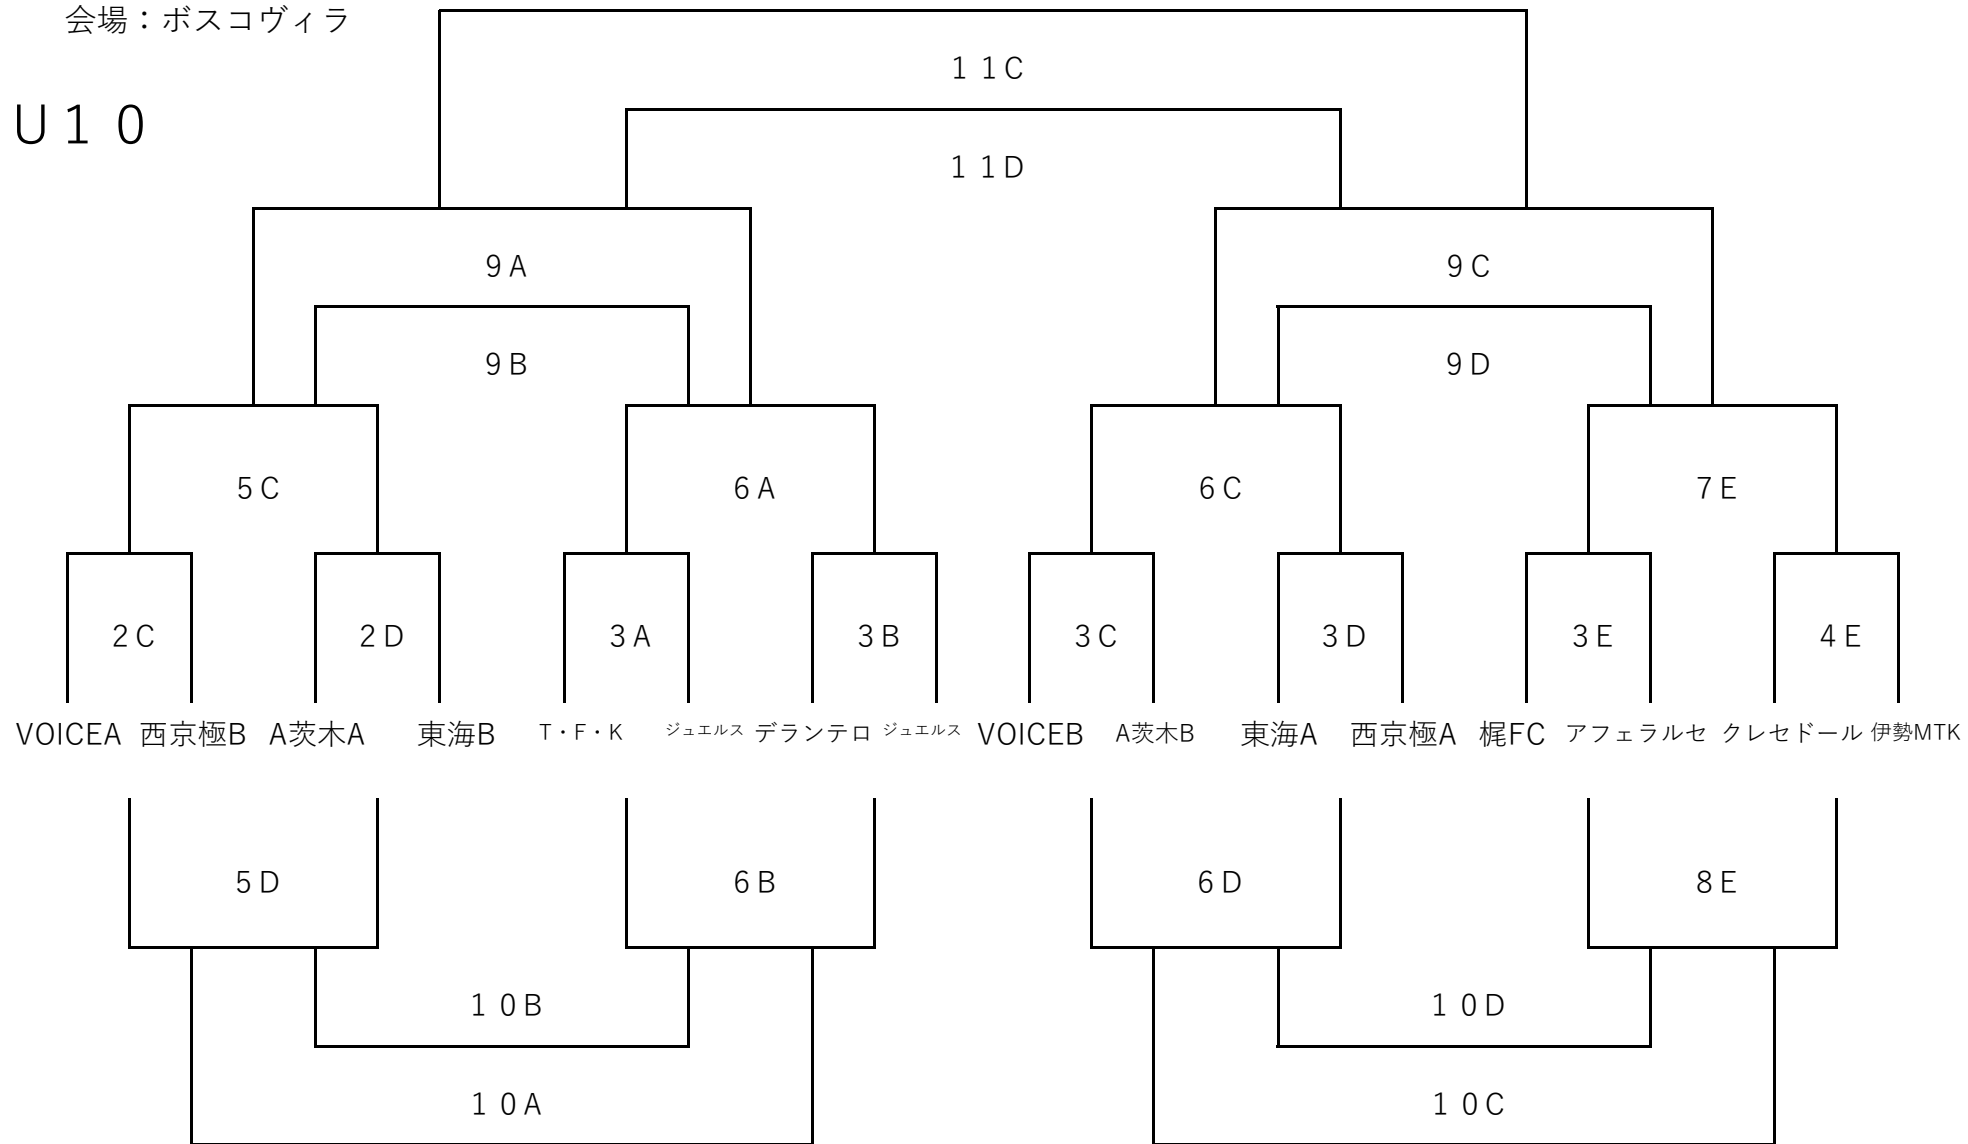 会場：ボスコヴィラ
１１C
U１０
１１D
９A
９C
９B
９D
５C
６A
６C
７E
２C
２D
３A
３B
３C
３D
３E
４E
VOICEA
西京極B
A茨木A
東海B
T・F・K
ジュエルス
デランテロ
ジュエルス
VOICEB
A茨木B
東海A
西京極A
梶FC
アフェラルセ
クレセドール
伊勢MTK
５D
６B
６D
８E
１０B
１０D
１０A
１０C